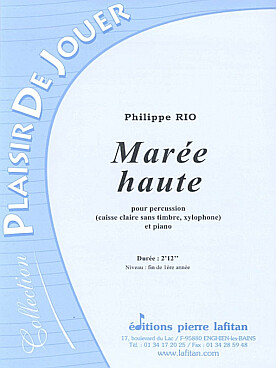 Collection
PLAISIR DE JOUER
Philippe RIO
Marée
haute
pour percussion
(caisse claire sans timbre, xylophone)
et piano
Durée : 2'12''
Niveau : fin de 1ère année
éditions pierre lafitan
17, boulevard du Lac / F-95880 ENGHIEN-les-BAINS
Tél : 01 34 17 20 25 / Fax : 01 34 28 59 48
www.lafitan.com